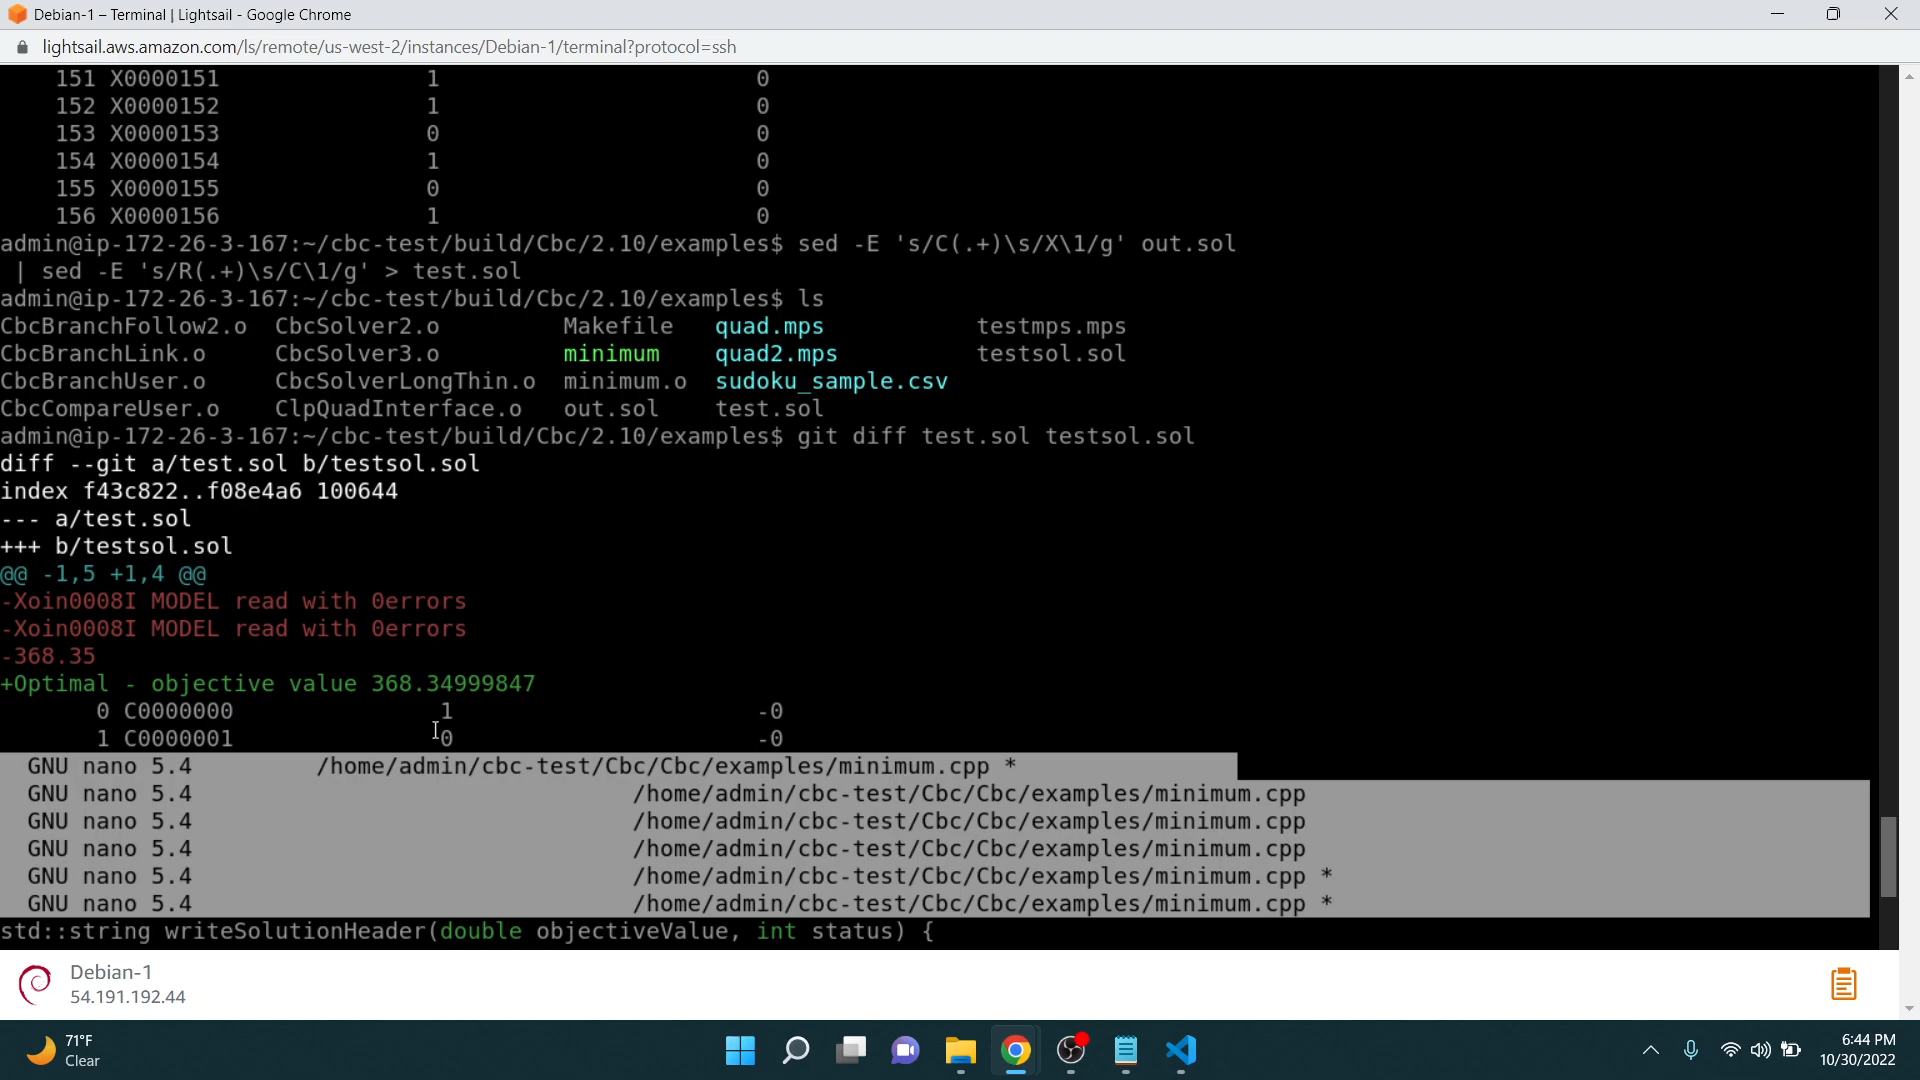 Debian-1 – Terminal | Lightsail - Google Chrome
lightsail.aws.amazon.com/ls/remote/us-west-2/instances/Debian-1/terminal?protocol=ssh
151 X0000151 1 0
152 X0000152 1 0
153 X0000153 0 0
154 X0000154 1 0
155 X0000155 0 0
156 X0000156 1 0
admin@ip-172-26-3-167:~/cbc-test/build/Cbc/2.10/examples$ sed -E 's/C(.+)\s/X\1/g' out.sol
| sed -E 's/R(.+)\s/C\1/g' > test.sol
admin@ip-172-26-3-167:~/cbc-test/build/Cbc/2.10/examples$ ls
CbcBranchFollow2.o CbcSolver2.o Makefile quad.mps testmps.mps
CbcBranchLink.o CbcSolver3.o minimum quad2.mps testsol.sol
CbcBranchUser.o CbcSolverLongThin.o minimum.o sudoku_sample.csv
CbcCompareUser.o ClpQuadInterface.o out.sol test.sol
admin@ip-172-26-3-167:~/cbc-test/build/Cbc/2.10/examples$ git diff test.sol testsol.sol
diff --git a/test.sol b/testsol.sol
index f43c822..f08e4a6 100644
--- a/test.sol
+++ b/testsol.sol
@@ -1,5 +1,4 @@
-Xoin0008I MODEL read with 0errors
-Xoin0008I MODEL read with 0errors
-368.35
+Optimal - objective value 368.34999847
0 C0000000 1 -0
1 C0000001 0 -0
GNU nano 5.4 /home/admin/cbc-test/Cbc/Cbc/examples/minimum.cpp *
GNU nano 5.4 /home/admin/cbc-test/Cbc/Cbc/examples/minimum.cpp
GNU nano 5.4 /home/admin/cbc-test/Cbc/Cbc/examples/minimum.cpp
GNU nano 5.4 /home/admin/cbc-test/Cbc/Cbc/examples/minimum.cpp
GNU nano 5.4 /home/admin/cbc-test/Cbc/Cbc/examples/minimum.cpp *
GNU nano 5.4 /home/admin/cbc-test/Cbc/Cbc/examples/minimum.cpp *
std::string writeSolutionHeader(double objectiveValue, int status) {
Debian-1
54.191.192.44
71°F
Clear
6:44 PM
10/30/2022